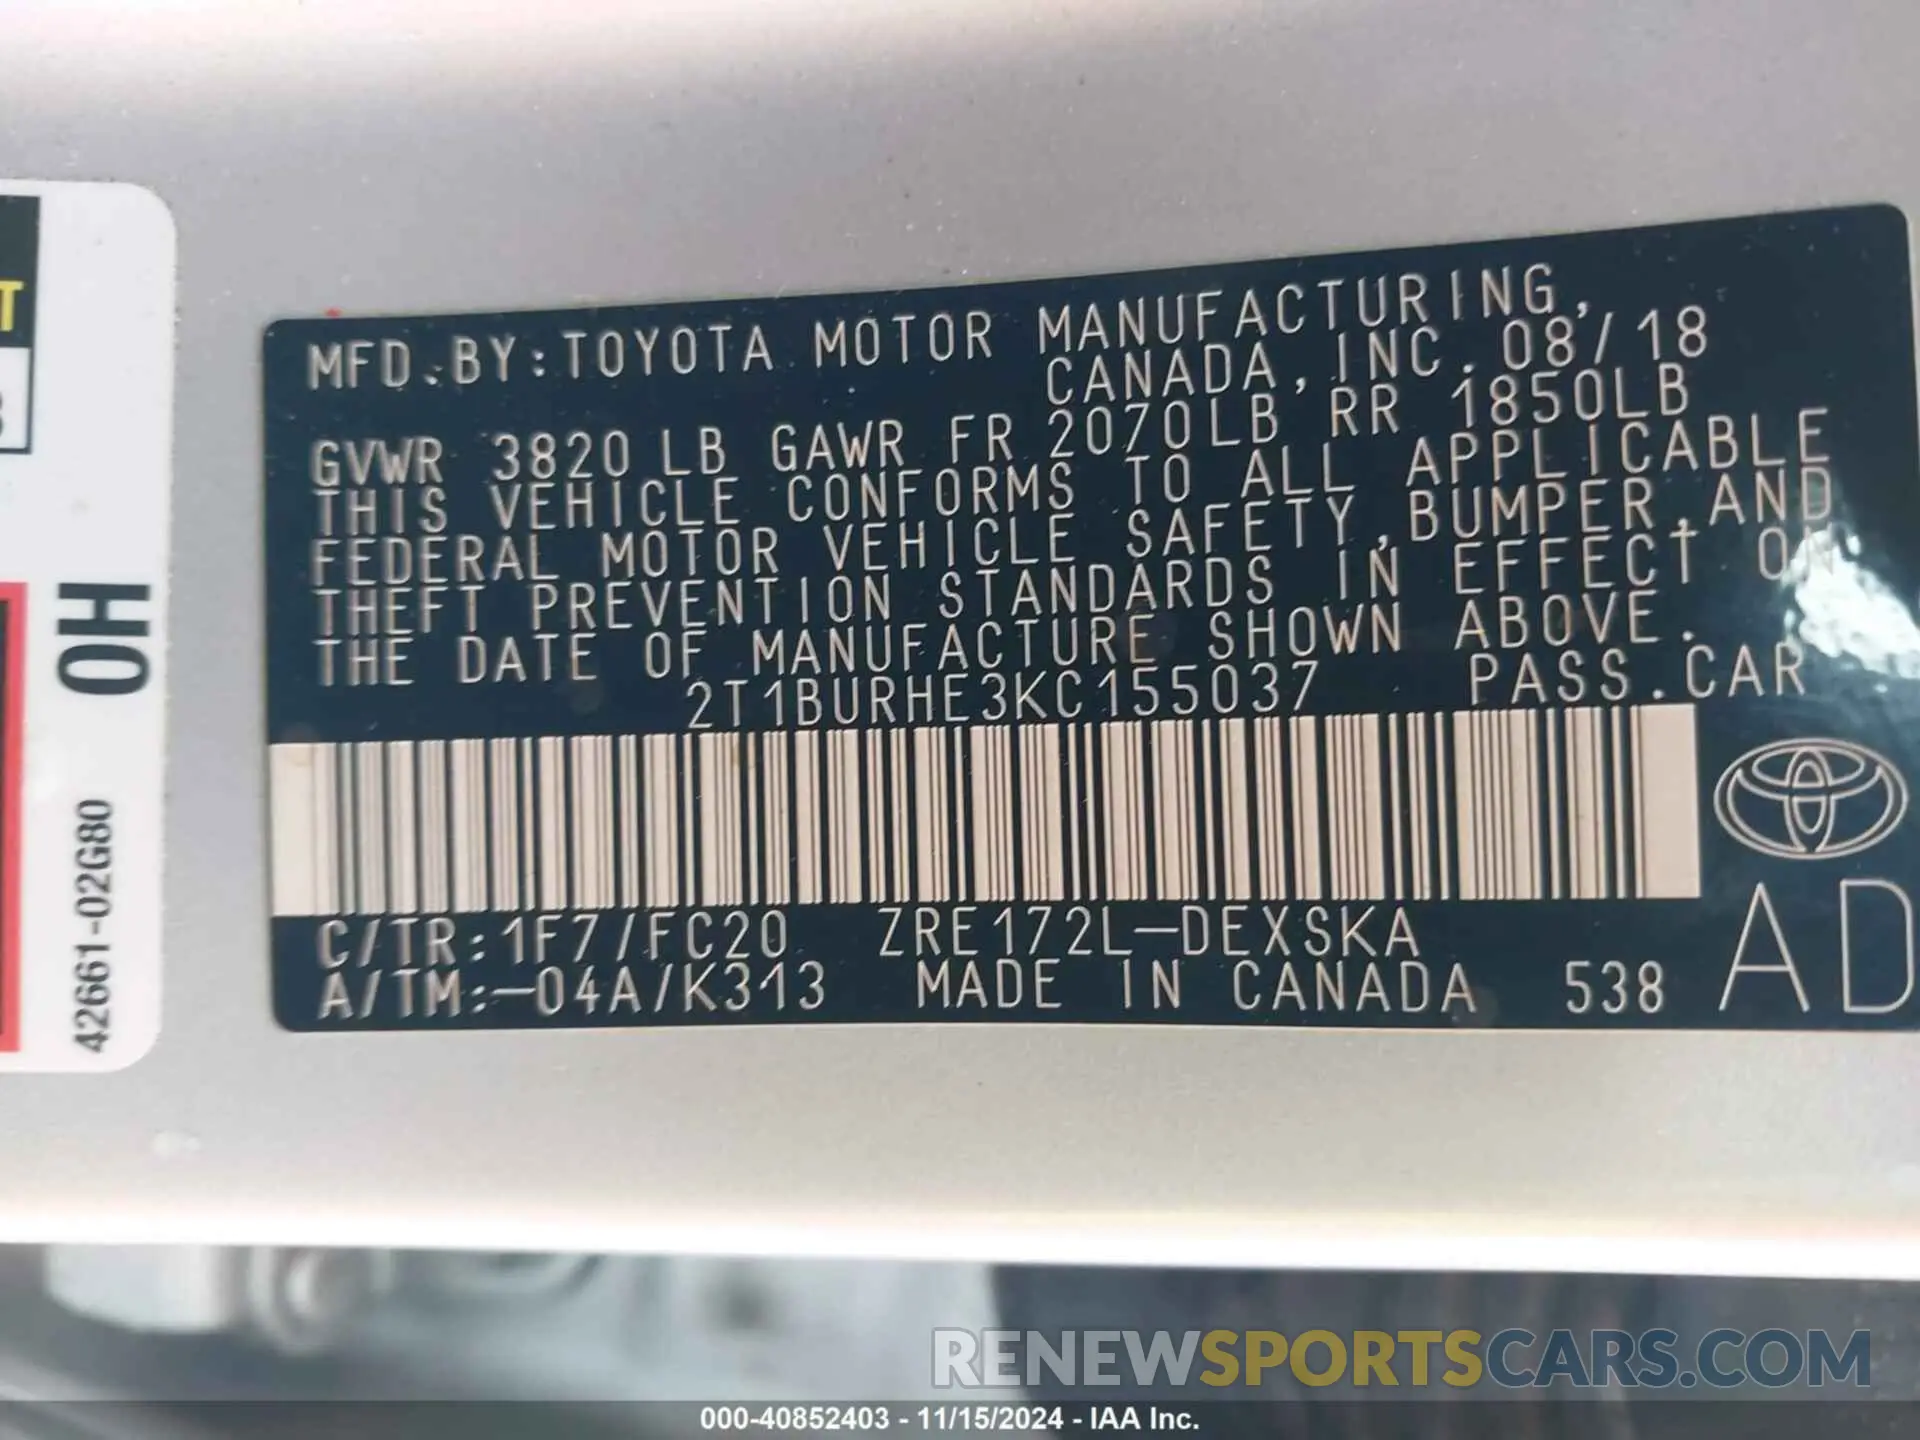 MFD.BY:TOYOTA MOTOR MANUFACTURING,
CANADA,INC.08/18
GVWR 3820LB GAWR FR 2070LB RR 1850LB
THIS VEHICLE CONFORMS TO ALL APPLICABLE
FEDERAL MOTOR VEHICLE SAFETY,BUMPER,AND
THEFT PREVENTION STANDARDS IN EFFECT ON
THE DATE OF MANUFACTURE SHOWN ABOVE.
2T1BURHE3KC155037 PASS.CAR
C/TR:1F7/FC20 ZRE172L-DEXSKA
A/TM:-04A/K313 MADE IN CANADA 538 AD
T
0H
42661-02G80
RENEWSPORTSCARS.COM
000-40852403 - 11/15/2024 - IAA Inc.